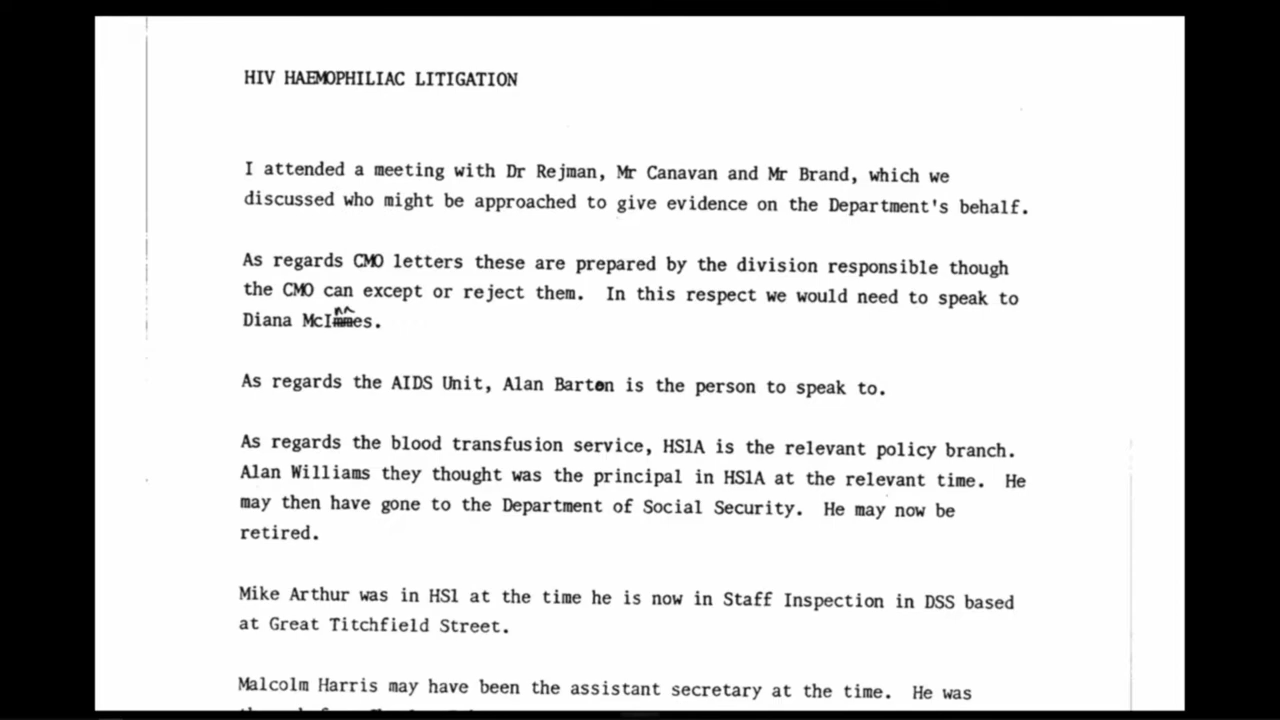 HIV HAEMOPHILIAC LITIGATION
I attended a meeting with Dr Rejman, Mr Canavan and Mr Brand, which we
discussed who might be approached to give evidence on the Department's behalf.
As regards CMO letters these are prepared by the division responsible though
the CMO can except or reject them. In this respect we would need to speak to
Diana McInnes.
As regards the AIDS Unit, Alan Barton is the person to speak to.
As regards the blood transfusion service, HS1A is the relevant policy branch.
Alan Williams they thought was the principal in HS1A at the relevant time. He
may then have gone to the Department of Social Security. He may now be
retired.
Mike Arthur was in HS1 at the time he is now in Staff Inspection in DSS based
at Great Titchfield Street.
Malcolm Harris may have been the assistant secretary at the time. He was